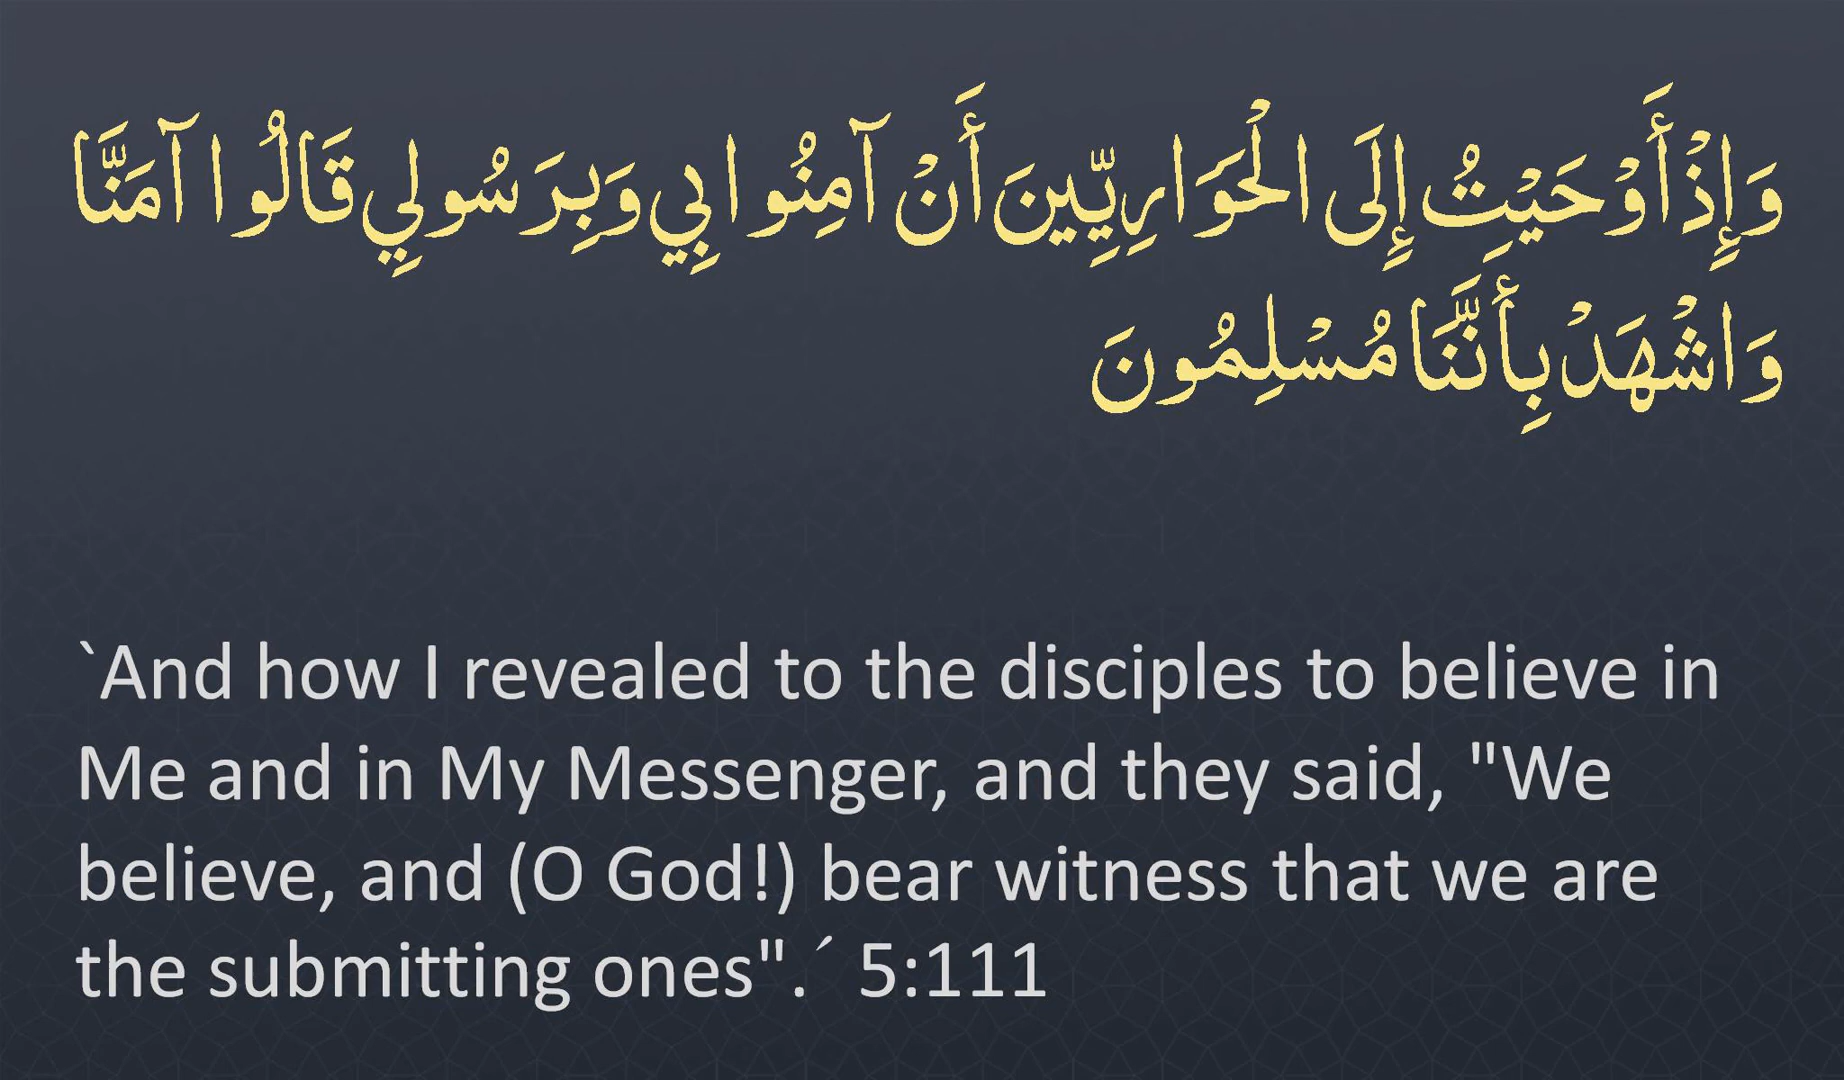 وَإِذْ أَوْحَيْتُ إِلَى الْحَوَارِيِّينَ أَنْ آمِنُوا بِي وَبِرَسُولِي قَالُوا آمَنَّا
وَاشْهَدْ بِأَنَّنَا مُسْلِمُونَ
`And how I revealed to the disciples to believe in
Me and in My Messenger, and they said, "We
believe, and (O God!) bear witness that we are
the submitting ones".´ 5:111